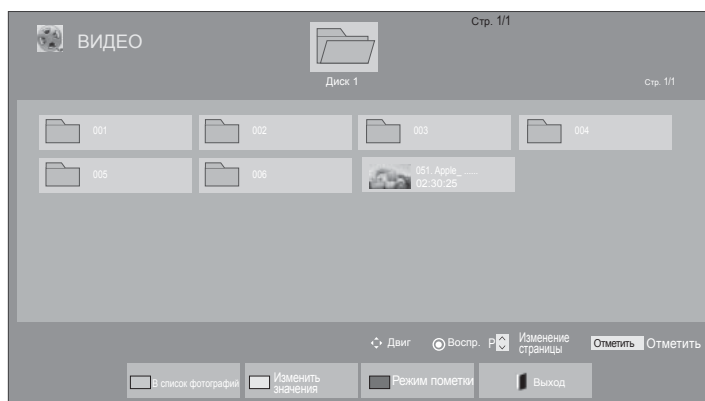 Стр. 1/1
ВИДЕО
Диск 1
Стр. 1/1
001 002 003 004
005 006 051. Apple_ ......
02:30:25
Двиг Воспр. P Изменение страницы Отметить Отметить
В список фотографий Изменить значения Режим пометки Выход